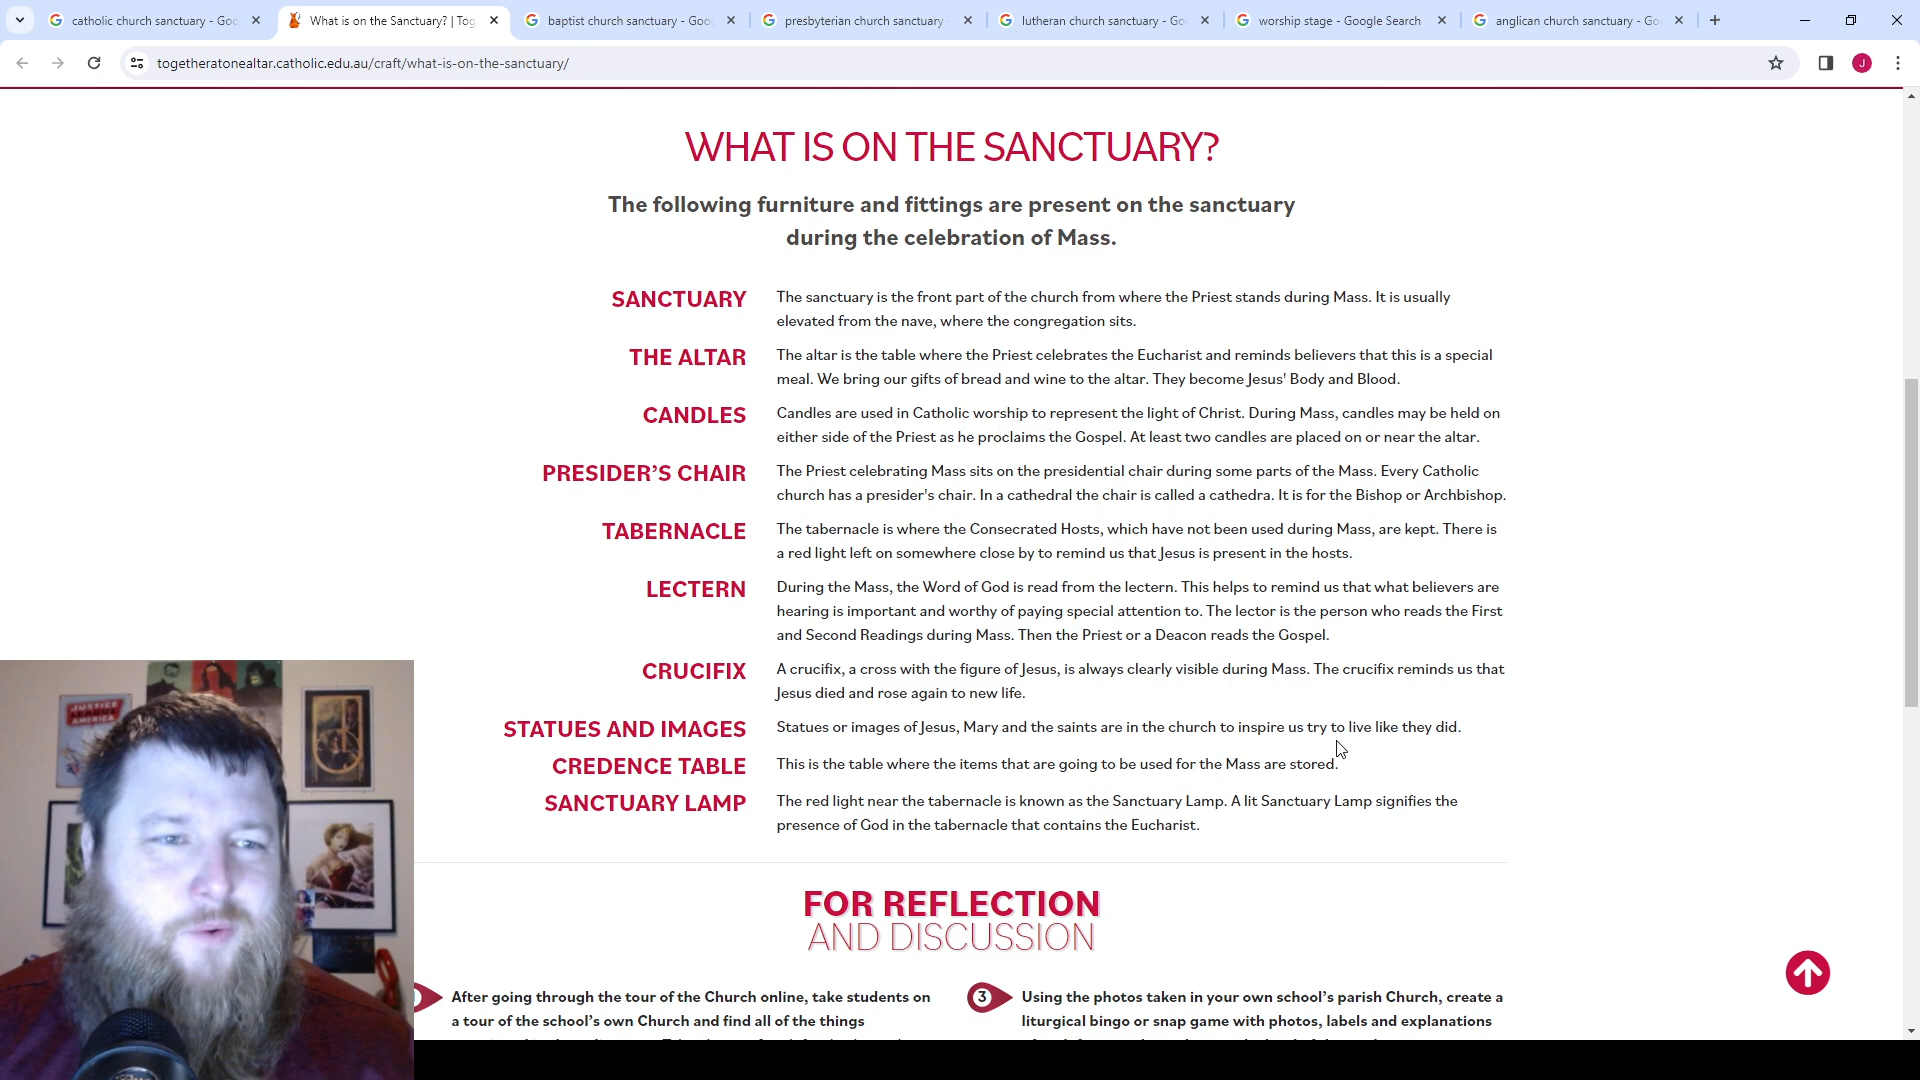 catholic church sanctuary - Goo
What is on the Sanctuary? | Tog
baptist church sanctuary - Goo
presbyterian church sanctuary -
lutheran church sanctuary - Go
worship stage - Google Search
anglican church sanctuary - Go
togetheratonealtar.catholic.edu.au/craft/what-is-on-the-sanctuary/
J
WHAT IS ON THE SANCTUARY?
The following furniture and fittings are present on the sanctuary
during the celebration of Mass.
SANCTUARY
The sanctuary is the front part of the church from where the Priest stands during Mass. It is usually
elevated from the nave, where the congregation sits.
THE ALTAR
The altar is the table where the Priest celebrates the Eucharist and reminds believers that this is a special
meal. We bring our gifts of bread and wine to the altar. They become Jesus' Body and Blood.
CANDLES
Candles are used in Catholic worship to represent the light of Christ. During Mass, candles may be held on
either side of the Priest as he proclaims the Gospel. At least two candles are placed on or near the altar.
PRESIDER'S CHAIR
The Priest celebrating Mass sits on the presidential chair during some parts of the Mass. Every Catholic
church has a presider's chair. In a cathedral the chair is called a cathedra. It is for the Bishop or Archbishop.
TABERNACLE
The tabernacle is where the Consecrated Hosts, which have not been used during Mass, are kept. There is
a red light left on somewhere close by to remind us that Jesus is present in the hosts.
LECTERN
During the Mass, the Word of God is read from the lectern. This helps to remind us that what believers are
hearing is important and worthy of paying special attention to. The lector is the person who reads the First
and Second Readings during Mass. Then the Priest or a Deacon reads the Gospel.
CRUCIFIX
A crucifix, a cross with the figure of Jesus, is always clearly visible during Mass. The crucifix reminds us that
Jesus died and rose again to new life.
STATUES AND IMAGES
Statues or images of Jesus, Mary and the saints are in the church to inspire us try to live like they did.
CREDENCE TABLE
This is the table where the items that are going to be used for the Mass are stored.
SANCTUARY LAMP
The red light near the tabernacle is known as the Sanctuary Lamp. A lit Sanctuary Lamp signifies the
presence of God in the tabernacle that contains the Eucharist.
FOR REFLECTION
AND DISCUSSION
After going through the tour of the Church online, take students on
a tour of the school's own Church and find all of the things
3
Using the photos taken in your own school's parish Church, create a
liturgical bingo or snap game with photos, labels and explanations
JUSTICE
LEAGUE
AMERICA